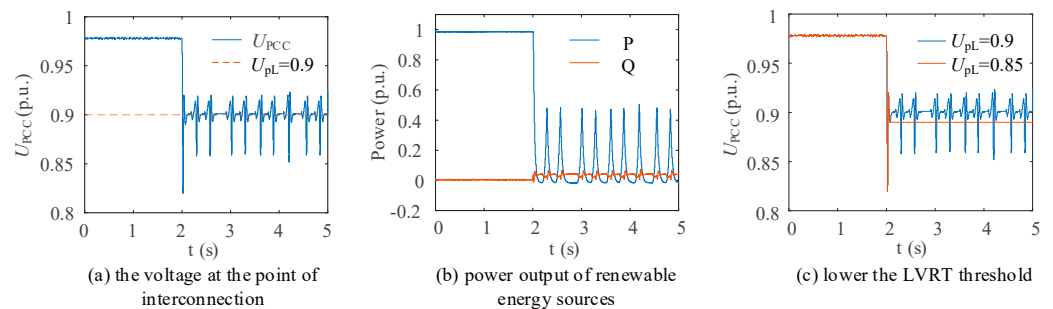 1
0.95
0.9
0.85
0.8
U_PCC (p.u.)
U_PCC
U_pL=0.9
0 1 2 3 4 5
t (s)
(a) the voltage at the point of
interconnection
1
0.8
0.6
0.4
0.2
0
-0.2
Power (p.u.)
P
Q
0 1 2 3 4 5
t (s)
(b) power output of renewable
energy sources
1
0.95
0.9
0.85
0.8
U_PCC (p.u.)
U_pL=0.9
U_pL=0.85
0 1 2 3 4 5
t (s)
(c) lower the LVRT threshold